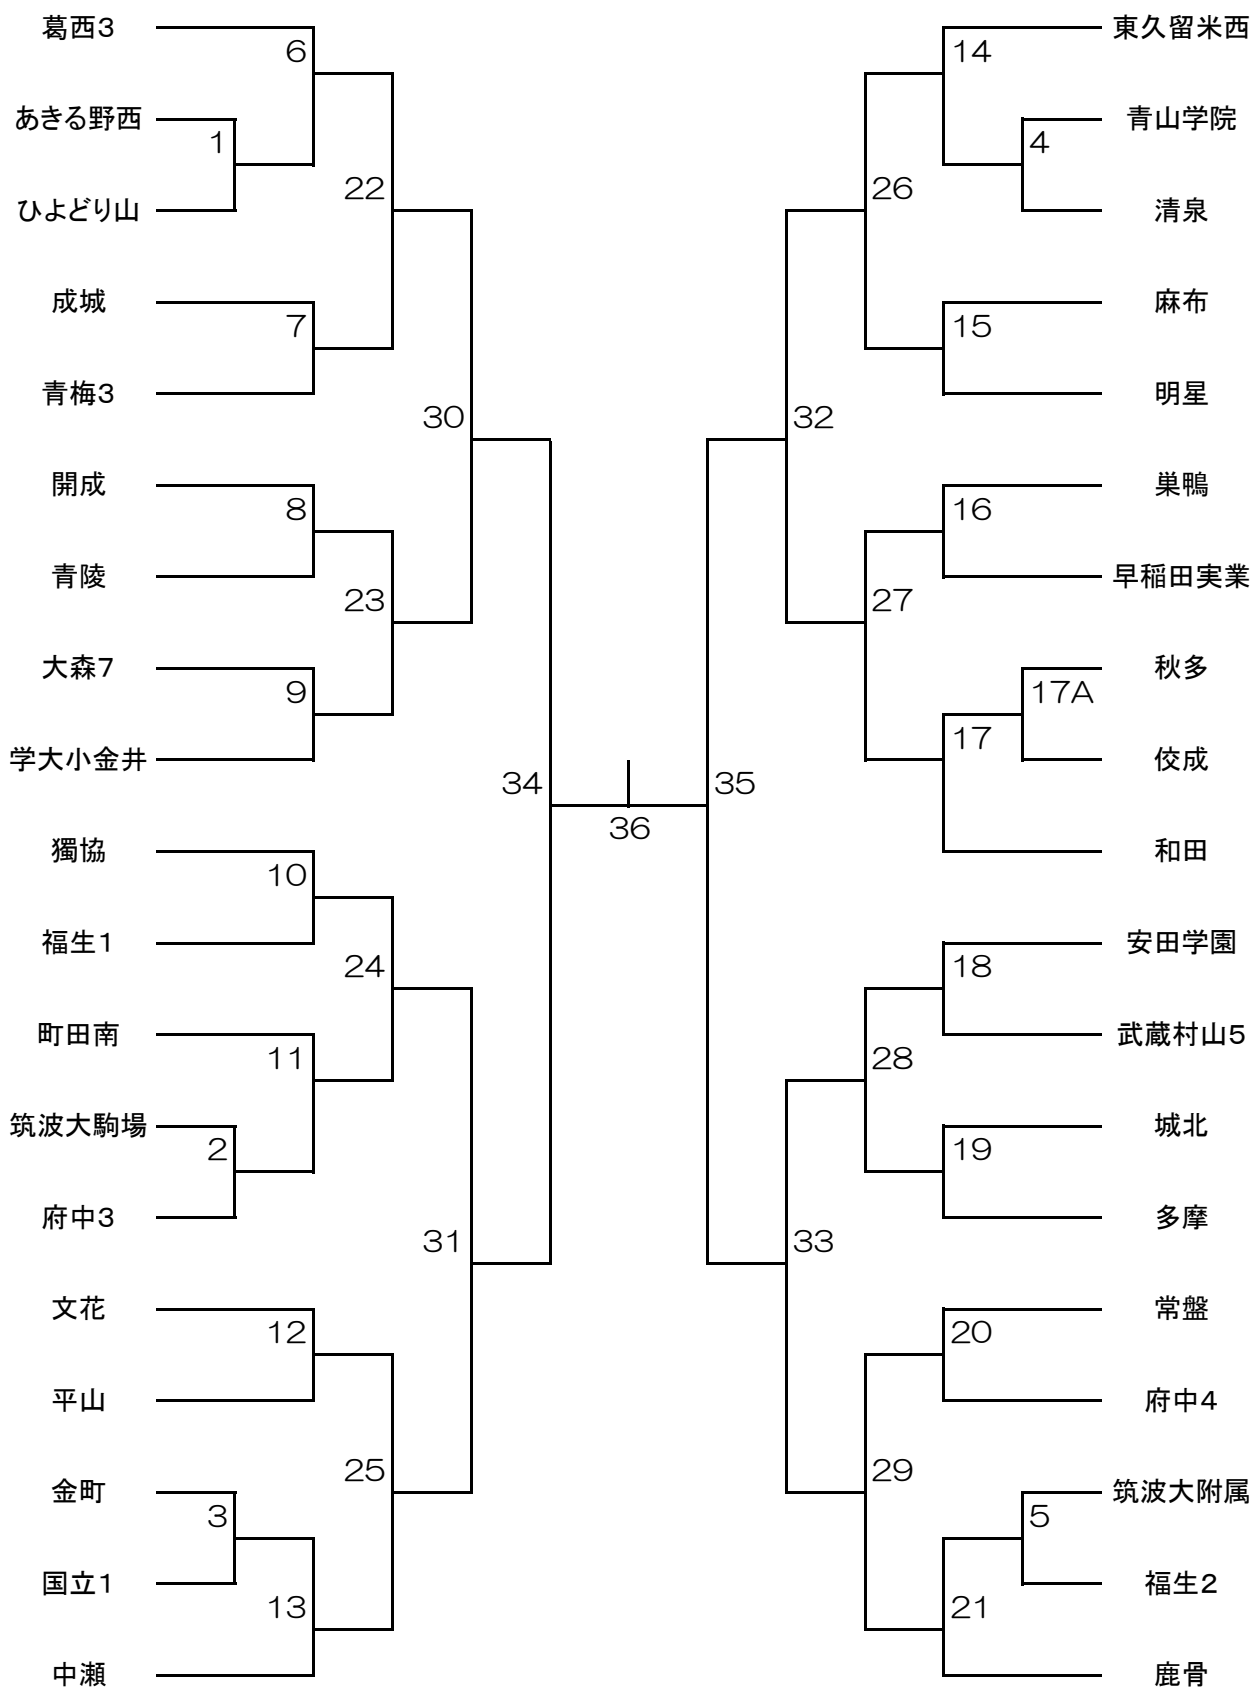 葛西3
6
あきる野西
1
ひよどり山
22
成城
7
青梅3
30
開成
8
青陵
23
大森7
9
学大小金井
34
獨協
10
福生1
24
町田南
11
筑波大駒場
2
府中3
31
文花
12
平山
25
金町
3
国立1
13
中瀬
36
東久留米西
14
青山学院
4
26
清泉
麻布
15
明星
32
巣鴨
16
早稲田実業
27
秋多
17A
17
佼成
35
和田
安田学園
18
武蔵村山5
28
城北
19
多摩
33
常盤
20
府中4
29
筑波大附属
5
福生2
21
鹿骨